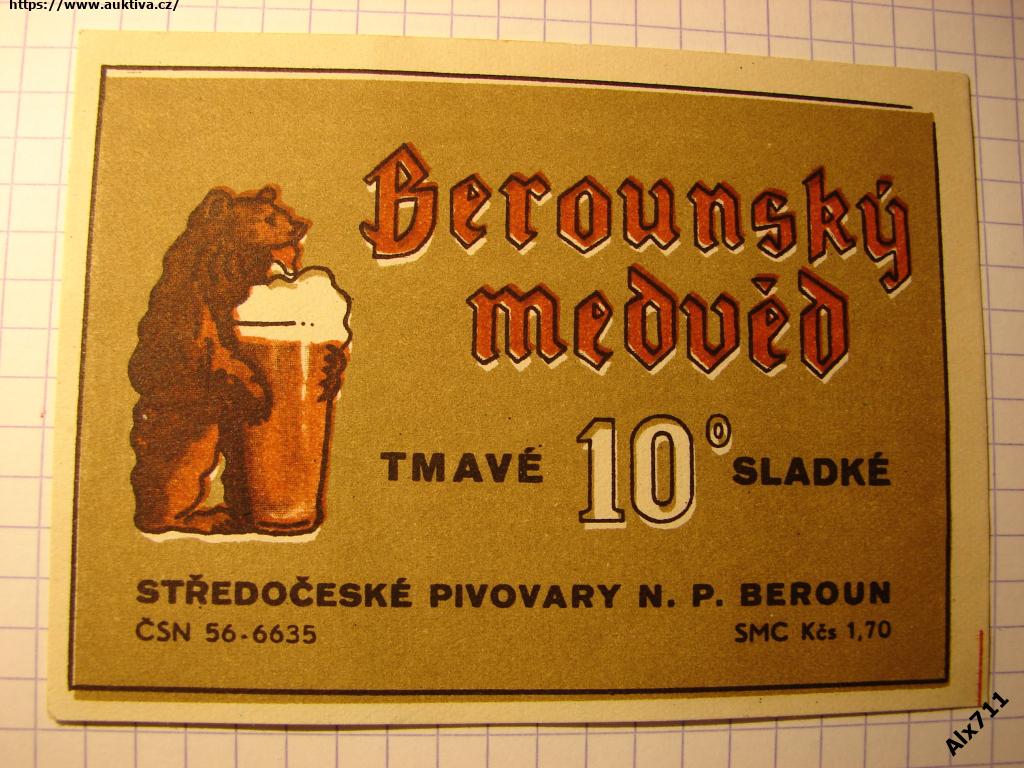 https://www.auktiva.cz/
Berounský
medvěd
TMAVÉ 10° SLADKÉ
STŘEDOČESKÉ PIVOVARY N. P. BEROUN
ČSN 56-6635
SMC Kčs 1,70
Alx711